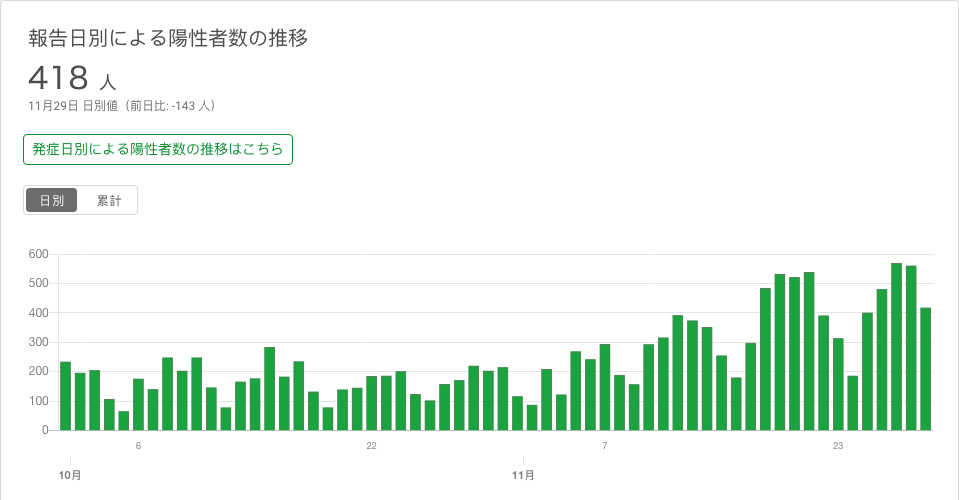 報告日別による陽性者数の推移
418 人
11月29日 日別値（前日比: -143 人）
発症日別による陽性者数の推移はこちら
日別 累計
600
500
400
300
200
100
0
6 22 7 23
10月 11月